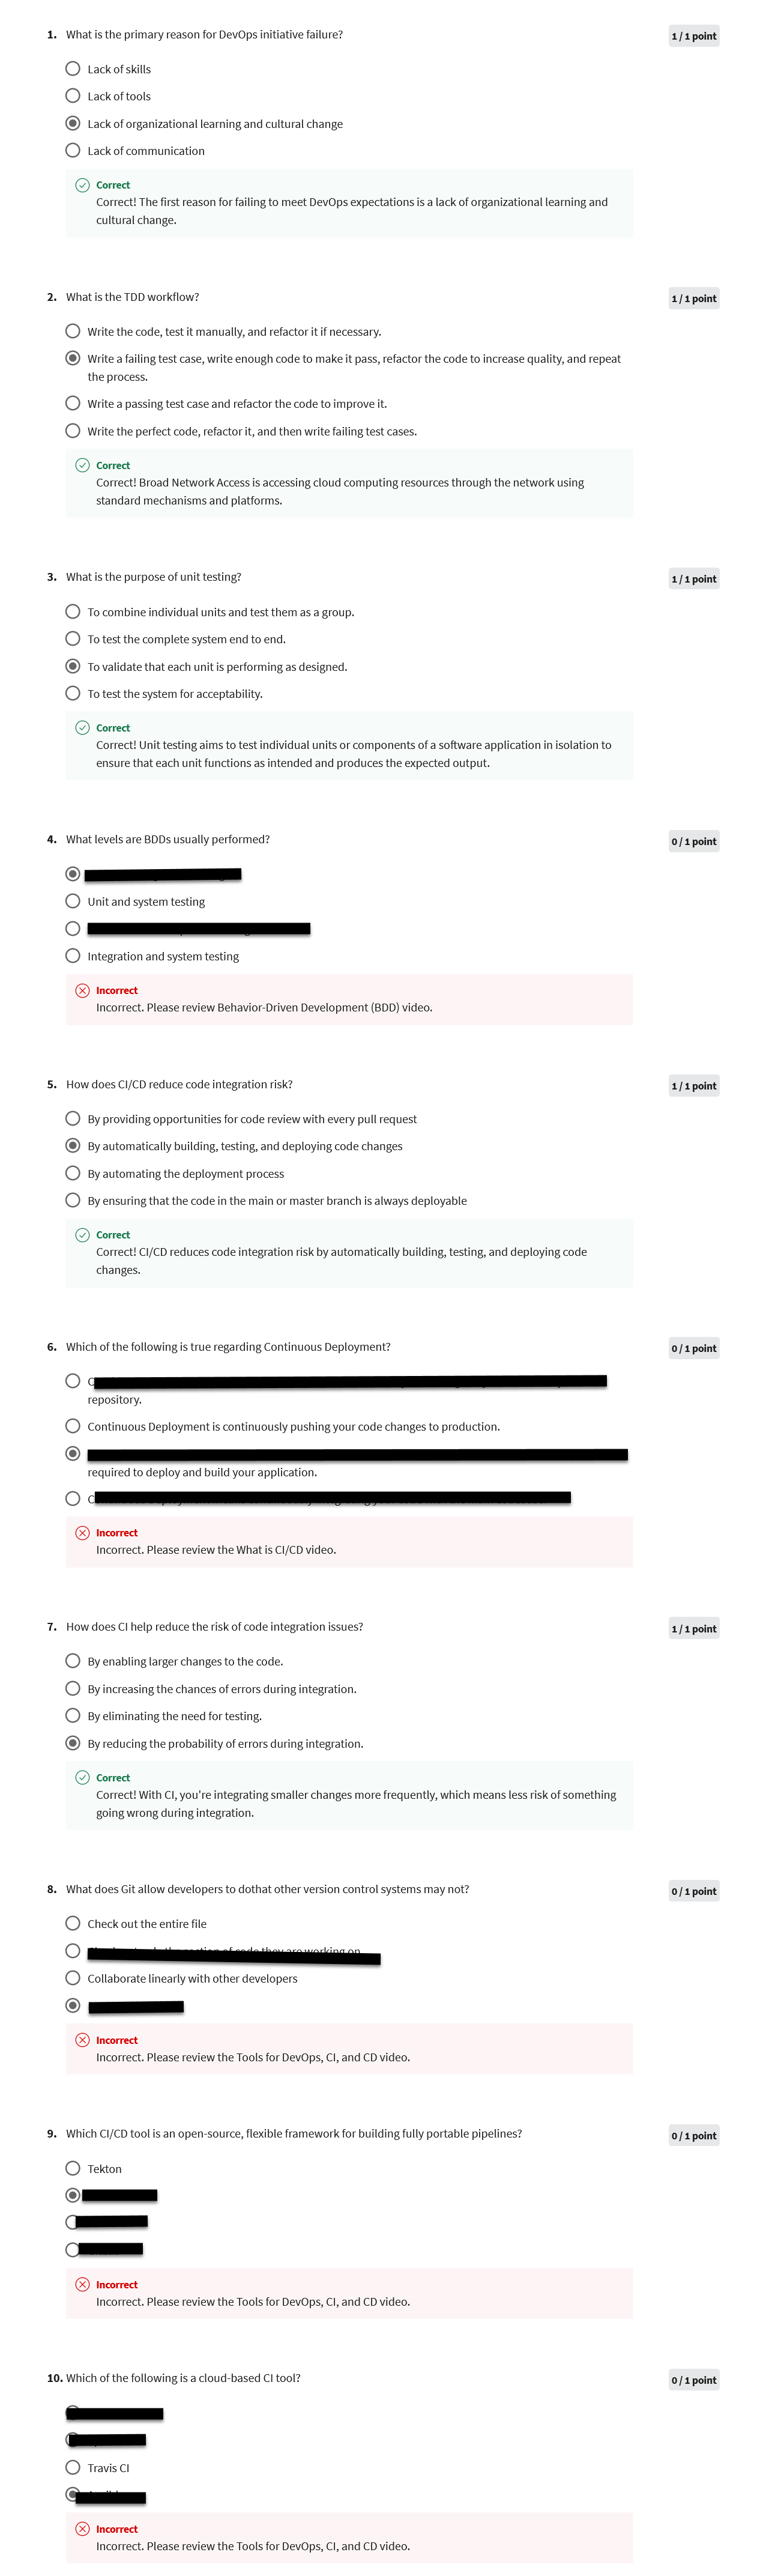 1. What is the primary reason for DevOps initiative failure?
1 / 1 point
Lack of skills
Lack of tools
Lack of organizational learning and cultural change
Lack of communication
Correct
Correct! The first reason for failing to meet DevOps expectations is a lack of organizational learning and
cultural change.
2. What is the TDD workflow?
1 / 1 point
Write the code, test it manually, and refactor it if necessary.
Write a failing test case, write enough code to make it pass, refactor the code to increase quality, and repeat
the process.
Write a passing test case and refactor the code to improve it.
Write the perfect code, refactor it, and then write failing test cases.
Correct
Correct! Broad Network Access is accessing cloud computing resources through the network using
standard mechanisms and platforms.
3. What is the purpose of unit testing?
1 / 1 point
To combine individual units and test them as a group.
To test the complete system end to end.
To validate that each unit is performing as designed.
To test the system for acceptability.
Correct
Correct! Unit testing aims to test individual units or components of a software application in isolation to
ensure that each unit functions as intended and produces the expected output.
4. What levels are BDDs usually performed?
0 / 1 point
Unit and system testing
Integration and system testing
Incorrect
Incorrect. Please review Behavior-Driven Development (BDD) video.
5. How does CI/CD reduce code integration risk?
1 / 1 point
By providing opportunities for code review with every pull request
By automatically building, testing, and deploying code changes
By automating the deployment process
By ensuring that the code in the main or master branch is always deployable
Correct
Correct! CI/CD reduces code integration risk by automatically building, testing, and deploying code
changes.
6. Which of the following is true regarding Continuous Deployment?
0 / 1 point
repository.
Continuous Deployment is continuously pushing your code changes to production.
required to deploy and build your application.
Incorrect
Incorrect. Please review the What is CI/CD video.
7. How does CI help reduce the risk of code integration issues?
1 / 1 point
By enabling larger changes to the code.
By increasing the chances of errors during integration.
By eliminating the need for testing.
By reducing the probability of errors during integration.
Correct
Correct! With CI, you're integrating smaller changes more frequently, which means less risk of something
going wrong during integration.
8. What does Git allow developers to dothat other version control systems may not?
0 / 1 point
Check out the entire file
Collaborate linearly with other developers
Incorrect
Incorrect. Please review the Tools for DevOps, CI, and CD video.
9. Which CI/CD tool is an open-source, flexible framework for building fully portable pipelines?
0 / 1 point
Tekton
Incorrect
Incorrect. Please review the Tools for DevOps, CI, and CD video.
10. Which of the following is a cloud-based CI tool?
0 / 1 point
Travis CI
Incorrect
Incorrect. Please review the Tools for DevOps, CI, and CD video.